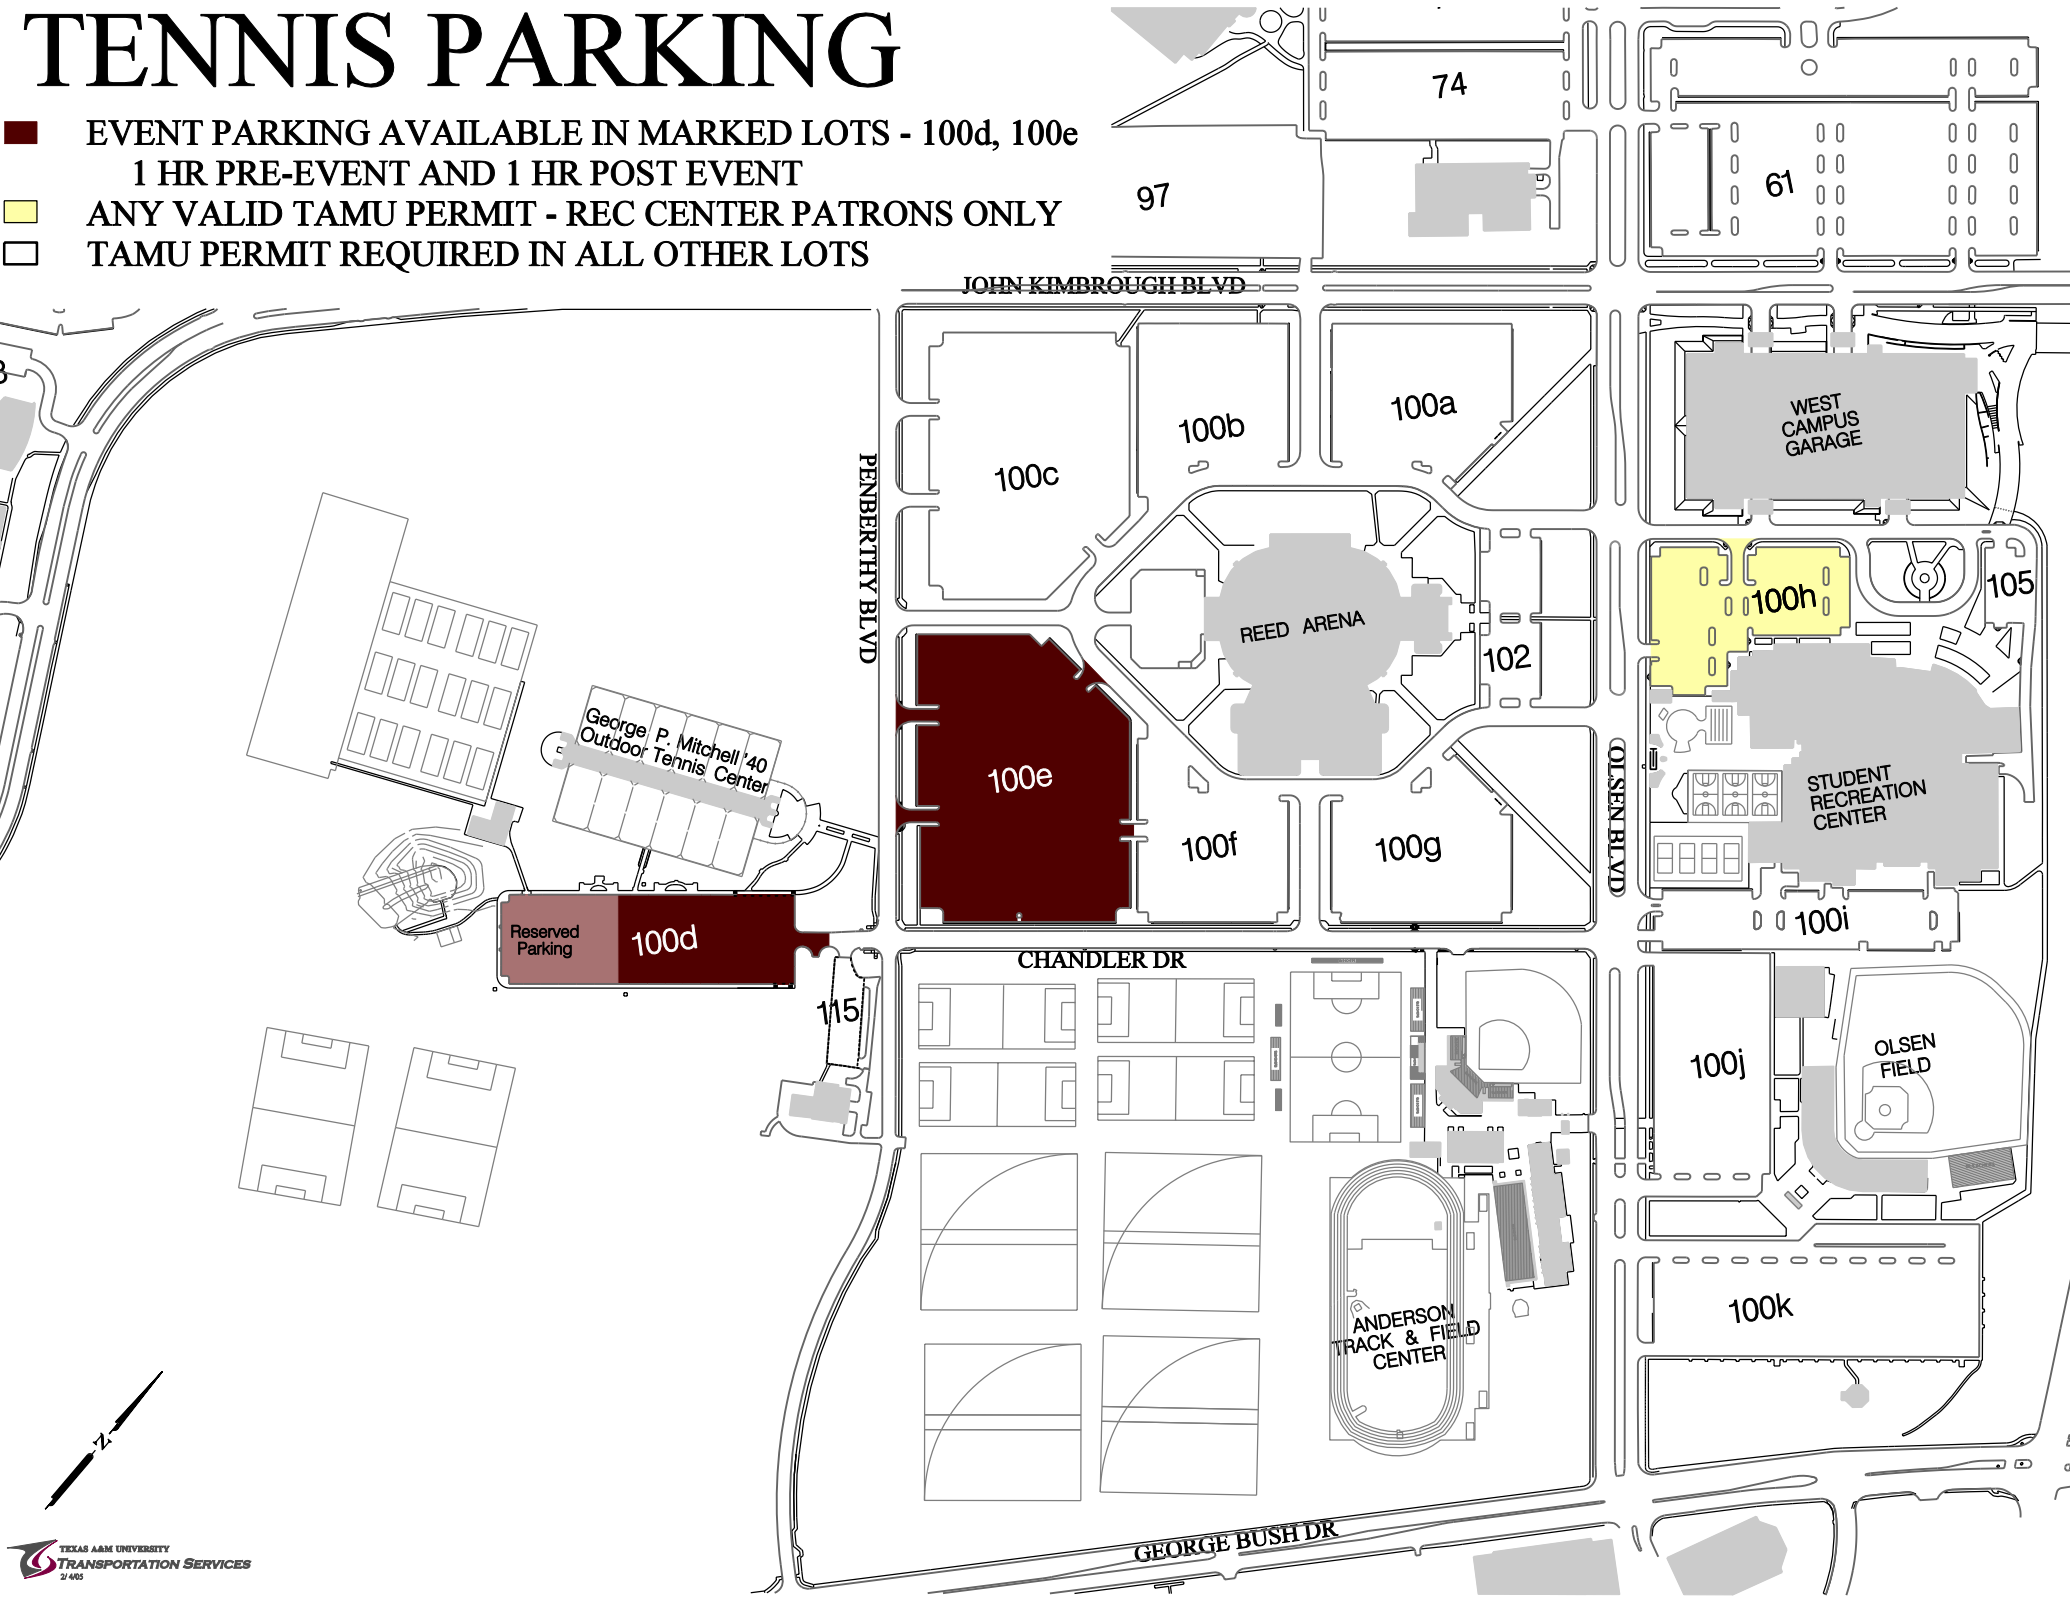 TENNIS PARKING
EVENT PARKING AVAILABLE IN MARKED LOTS - 100d, 100e
1 HR PRE-EVENT AND 1 HR POST EVENT
ANY VALID TAMU PERMIT - REC CENTER PATRONS ONLY
TAMU PERMIT REQUIRED IN ALL OTHER LOTS
74
97
61
JOHN KIMBROUGH BLVD
100c
100b
100a
WEST
CAMPUS
GARAGE
PENBERTHY BLVD
REED ARENA
102
100h
105
George P. Mitchell '40
Outdoor Tennis Center
100e
100f
100g
OLSEN BLVD
STUDENT
RECREATION
CENTER
Reserved
Parking
100d
100i
CHANDLER DR
115
100j
OLSEN
FIELD
100k
ANDERSON
TRACK & FIELD
CENTER
GEORGE BUSH DR
N
TEXAS A&M UNIVERSITY
TRANSPORTATION SERVICES
2/ 4/05